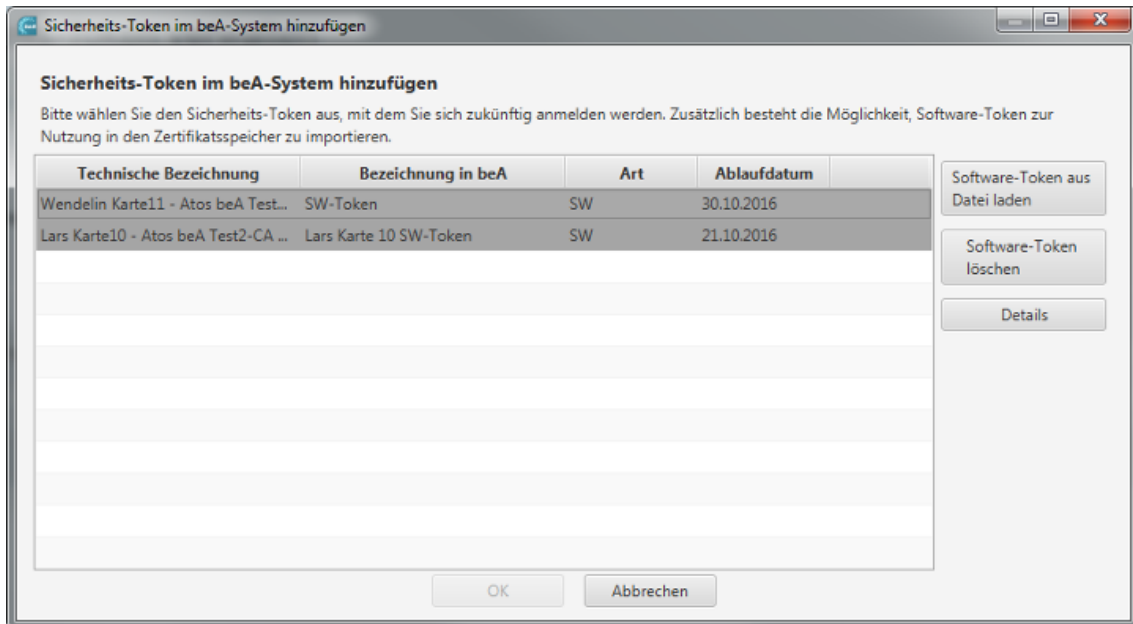 Sicherheits-Token im beA-System hinzufügen
Sicherheits-Token im beA-System hinzufügen
Bitte wählen Sie den Sicherheits-Token aus, mit dem Sie sich zukünftig anmelden werden. Zusätzlich besteht die Möglichkeit, Software-Token zur
Nutzung in den Zertifikatsspeicher zu importieren.
Technische Bezeichnung Bezeichnung in beA Art Ablaufdatum
Wendelin Karte11 - Atos beA Test... SW-Token SW 30.10.2016
Lars Karte10 - Atos beA Test2-CA ... Lars Karte 10 SW-Token SW 21.10.2016
Software-Token aus
Datei laden
Software-Token
löschen
Details
OK Abbrechen